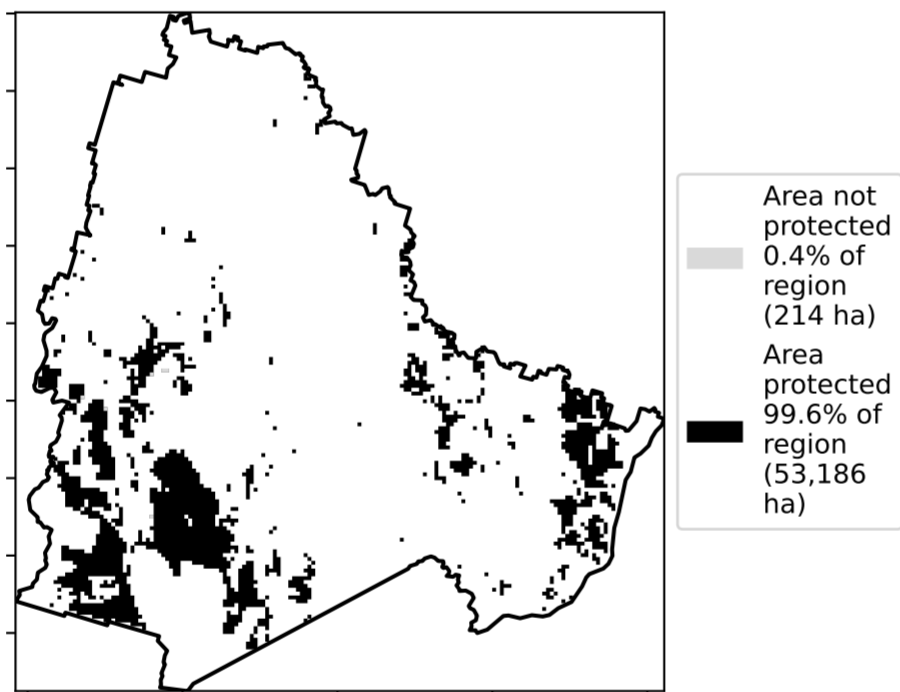 Area not
protected
0.4% of
region
(214 ha)
Area
protected
99.6% of
region
(53,186
ha)